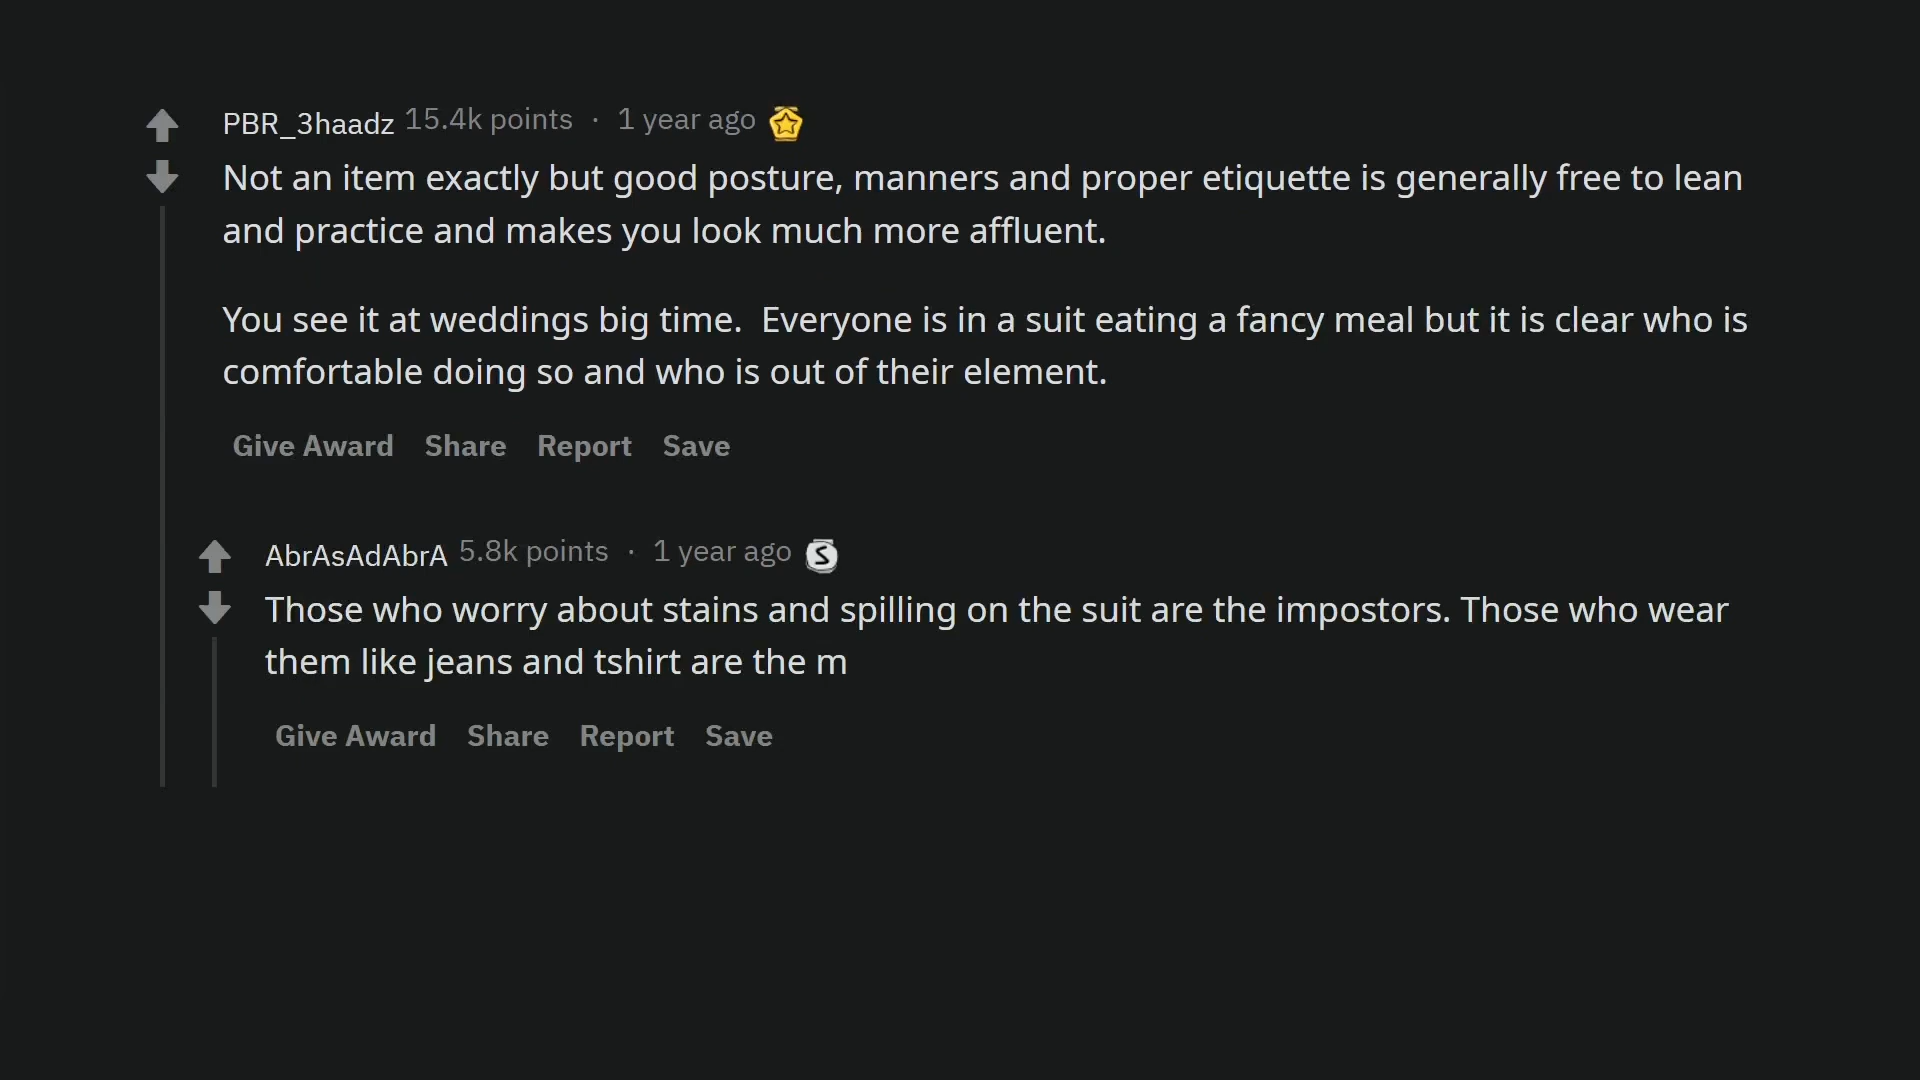 PBR_3haadz 15.4k points · 1 year ago
Not an item exactly but good posture, manners and proper etiquette is generally free to lean
and practice and makes you look much more affluent.
You see it at weddings big time.  Everyone is in a suit eating a fancy meal but it is clear who is
comfortable doing so and who is out of their element.
Give Award Share Report Save
AbrAsAdAbrA 5.8k points · 1 year ago S
Those who worry about stains and spilling on the suit are the impostors. Those who wear
them like jeans and tshirt are the m
Give Award Share Report Save